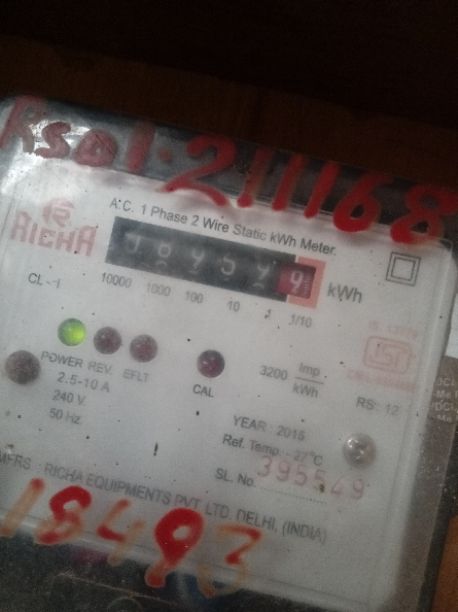 Rso1.211168
RICHA
A.C. 1 Phase 2 Wire Static kWh Meter.
kWh
10000 1000 100 10 1 1/10
CL -1
POWER REV. EFLT
CAL
3200 Imp/kWh
2.5-10 A
240 V
50 Hz
RS: 12
YEAR : 2015
Ref. Temp. - 27°C
SL. No. 395549
MFRS : RICHA EQUIPMENTS PVT. LTD. DELHI, (INDIA)
18493